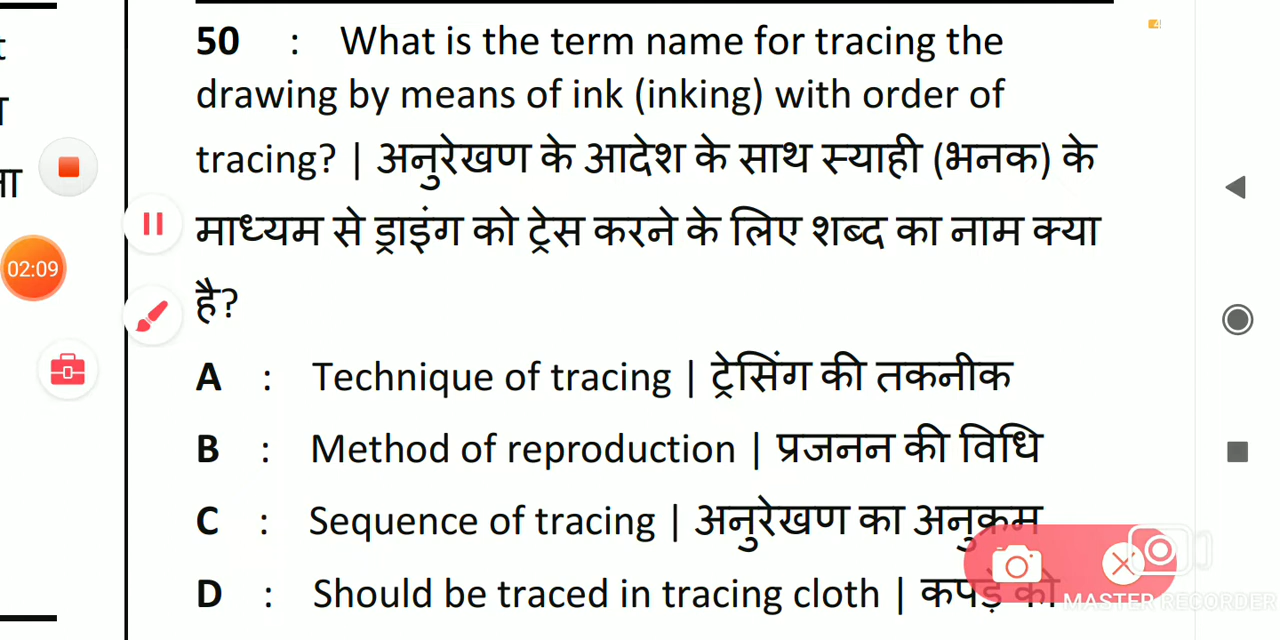 50 : What is the term name for tracing the
drawing by means of ink (inking) with order of
tracing? | अनुरेखण के आदेश के साथ स्याही (भनक) के
माध्यम से ड्राइंग को ट्रेस करने के लिए शब्द का नाम क्या
है?
A : Technique of tracing | ट्रेसिंग की तकनीक
B : Method of reproduction | प्रजनन की विधि
C : Sequence of tracing | अनुरेखण का अनुक्रम
D : Should be traced in tracing cloth | कपड़े को
02:09
MASTER RECORDER